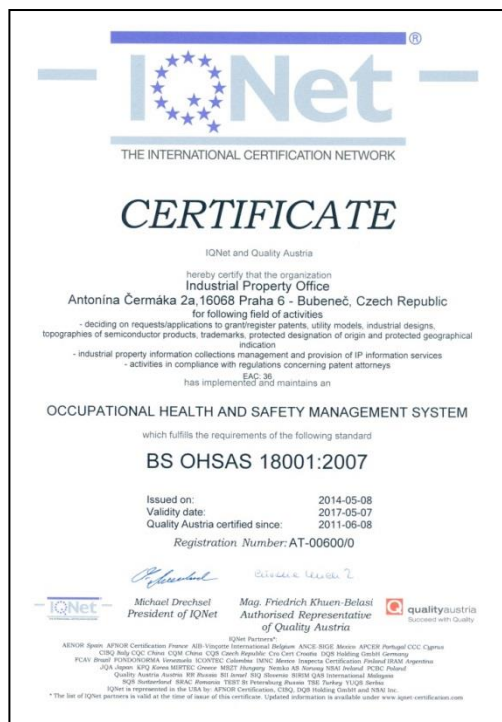 IQNet ®
THE INTERNATIONAL CERTIFICATION NETWORK
CERTIFICATE
IQNet and Quality Austria
hereby certify that the organization
Industrial Property Office
Antonína Čermáka 2a,16068 Praha 6 - Bubeneč, Czech Republic
for following field of activities
- deciding on requests/applications to grant/register patents, utility models, industrial designs,
topographies of semiconductor products, trademarks, protected designation of origin and protected geographical
indication
- industrial property information collections management and provision of IP information services
- activities in compliance with regulations concerning patent attorneys
EAC: 36
has implemented and maintains an
OCCUPATIONAL HEALTH AND SAFETY MANAGEMENT SYSTEM
which fulfills the requirements of the following standard
BS OHSAS 18001:2007
Issued on: 2014-05-08
Validity date: 2017-05-07
Quality Austria certified since: 2011-06-08
Registration Number: AT-00600/0
IQNet
Michael Drechsel
President of IQNet
Mag. Friedrich Khuen-Belasi
Authorised Representative
of Quality Austria
qualityaustria
Succeed with Quality
IQNet Partners*:
AENOR Spain AFNOR Certification France AIB-Vinçotte International Belgium ANCE-SIGE Mexico APCER Portugal CCC Cyprus
CISQ Italy CQC China CQM China CQS Czech Republic Cro Cert Croatia DQS Holding GmbH Germany
FCAV Brazil FONDONORMA Venezuela ICONTEC Colombia IMNC Mexico Inspecta Certification Finland IRAM Argentina
JQA Japan KFQ Korea MIRTEC Greece MSZT Hungary Nemko AS Norway NSAI Ireland PCBC Poland
Quality Austria Austria RR Russia SII Israel SIQ Slovenia SIRIM QAS International Malaysia
SQS Switzerland SRAC Romania TEST St Petersburg Russia TSE Turkey YUQS Serbia
IQNet is represented in the USA by: AFNOR Certification, CISQ, DQS Holding GmbH and NSAI Inc.
* The list of IQNet partners is valid at the time of issue of this certificate. Updated information is available under www.iqnet-certification.com